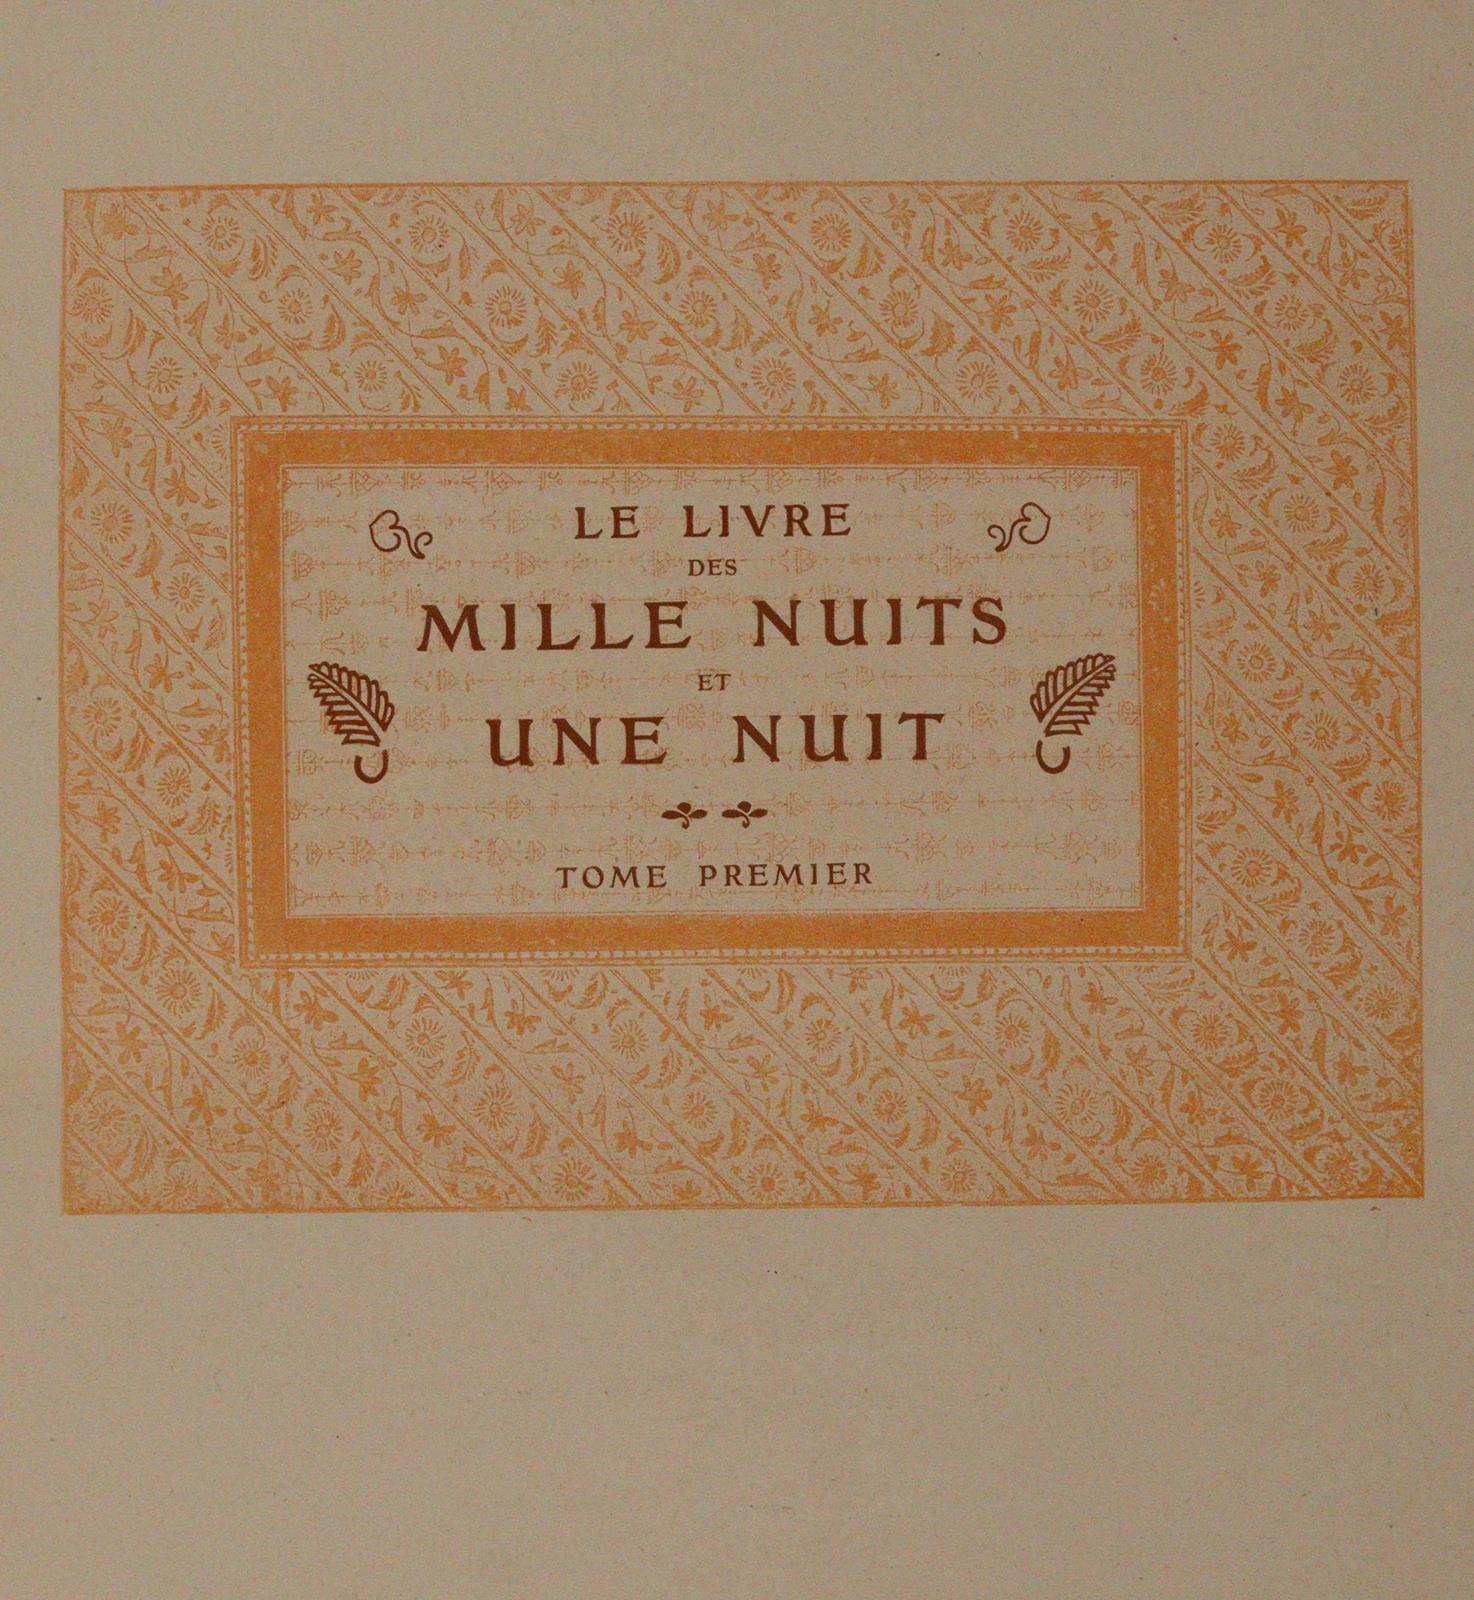 LE LIVRE
DES
MILLE NUITS
ET
UNE NUIT
TOME PREMIER